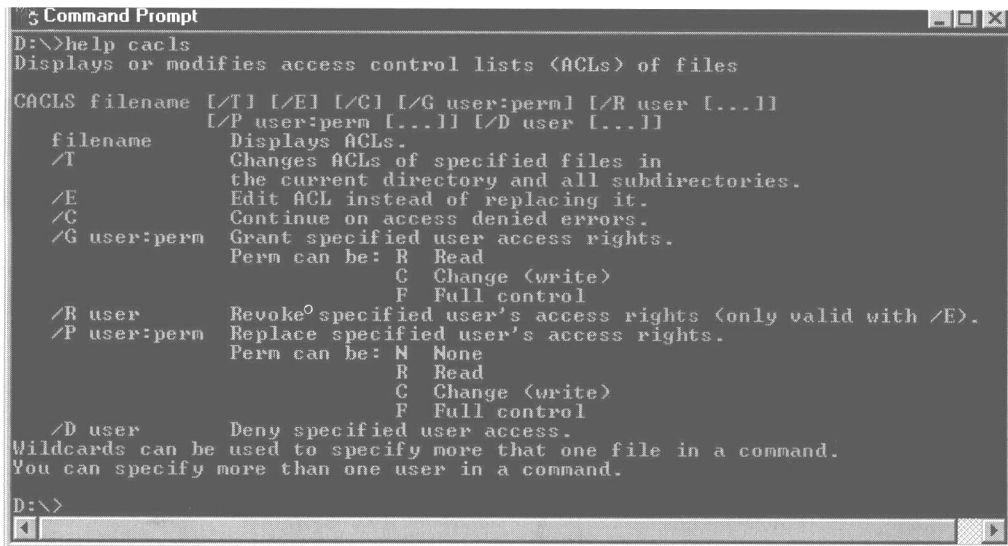 Command Prompt
D:\>help cacls
Displays or modifies access control lists (ACLs) of files
CACLS filename [/T] [/E] [/C] [/G user:perm] [/R user [...]]
[/P user:perm [...]] [/D user [...]]
filename Displays ACLs.
/T Changes ACLs of specified files in
the current directory and all subdirectories.
/E Edit ACL instead of replacing it.
/C Continue on access denied errors.
/G user:perm Grant specified user access rights.
Perm can be: R Read
C Change (write)
F Full control
/R user Revoke specified user's access rights (only valid with /E).
/P user:perm Replace specified user's access rights.
Perm can be: N None
R Read
C Change (write)
F Full control
/D user Deny specified user access.
Wildcards can be used to specify more that one file in a command.
You can specify more than one user in a command.
D:\>